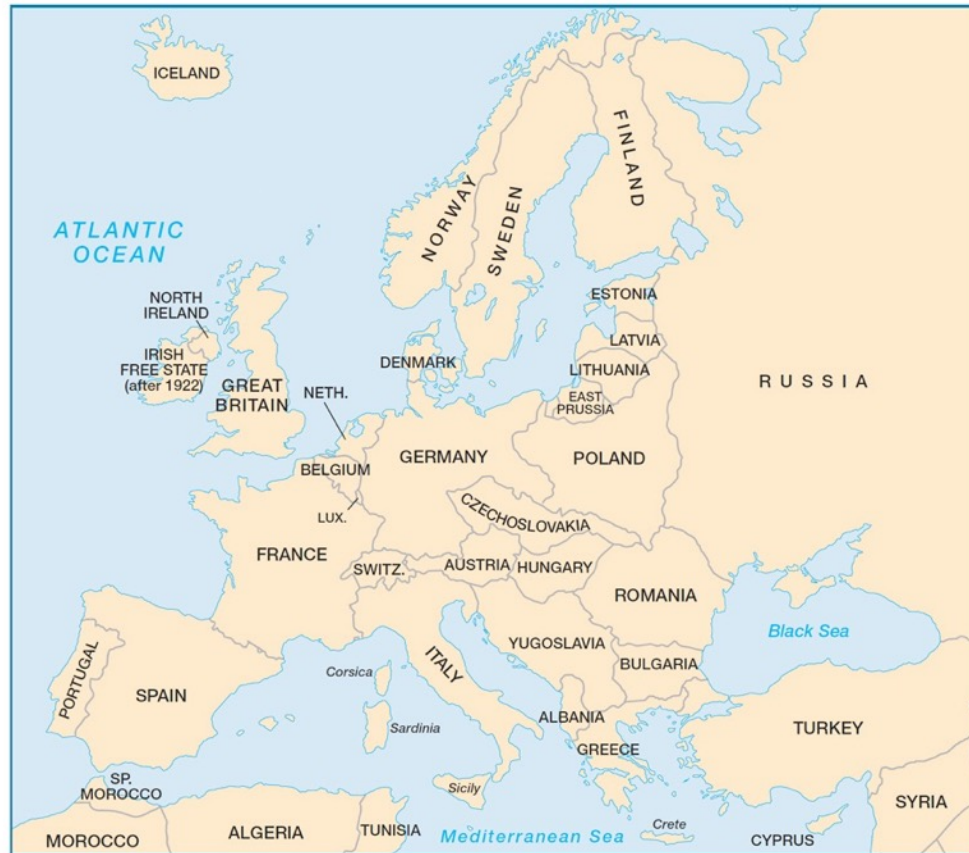 ICELAND
FINLAND
NORWAY
SWEDEN
ATLANTIC
OCEAN
NORTH
IRELAND
ESTONIA
IRISH
FREE STATE
(after 1922)
LATVIA
DENMARK
LITHUANIA
RUSSIA
GREAT
BRITAIN
NETH.
EAST
PRUSSIA
GERMANY
POLAND
BELGIUM
CZECHOSLOVAKIA
LUX.
FRANCE
SWITZ.
AUSTRIA
HUNGARY
ROMANIA
Black Sea
YUGOSLAVIA
BULGARIA
ITALY
Corsica
PORTUGAL
SPAIN
ALBANIA
Sardinia
TURKEY
GREECE
SP.
MOROCCO
Sicily
SYRIA
Crete
MOROCCO
ALGERIA
TUNISIA
Mediterranean Sea
CYPRUS